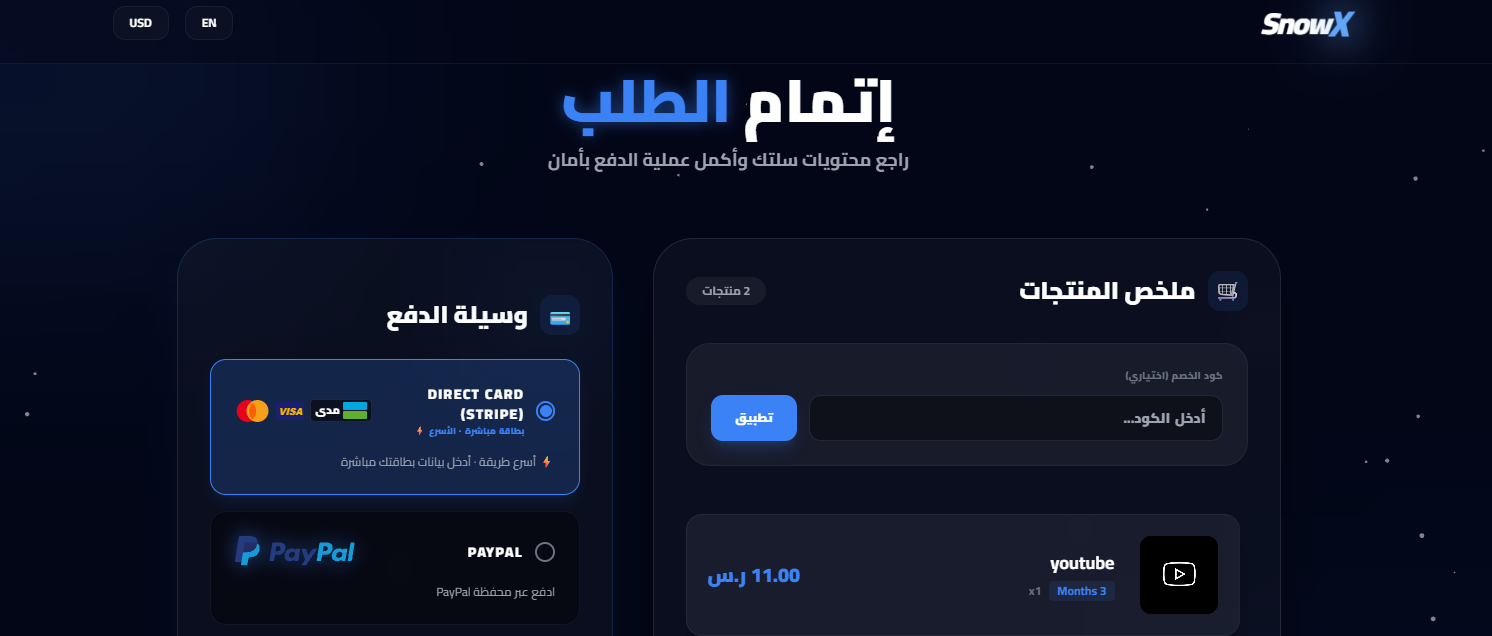 SnowX
EN
USD
إتمام الطلب
راجع محتويات سلتك وأكمل عملية الدفع بأمان
ملخص المنتجات
2 منتجات
كود الخصم (اختياري)
أدخل الكود...
تطبيق
youtube
3 Months
x1
11.00 ر.س
وسيلة الدفع
DIRECT CARD
(STRIPE)
بطاقة مباشرة · الأسرع
مدى
VISA
أسرع طريقة · أدخل بيانات بطاقتك مباشرة
PAYPAL
PayPal
ادفع عبر محفظة PayPal